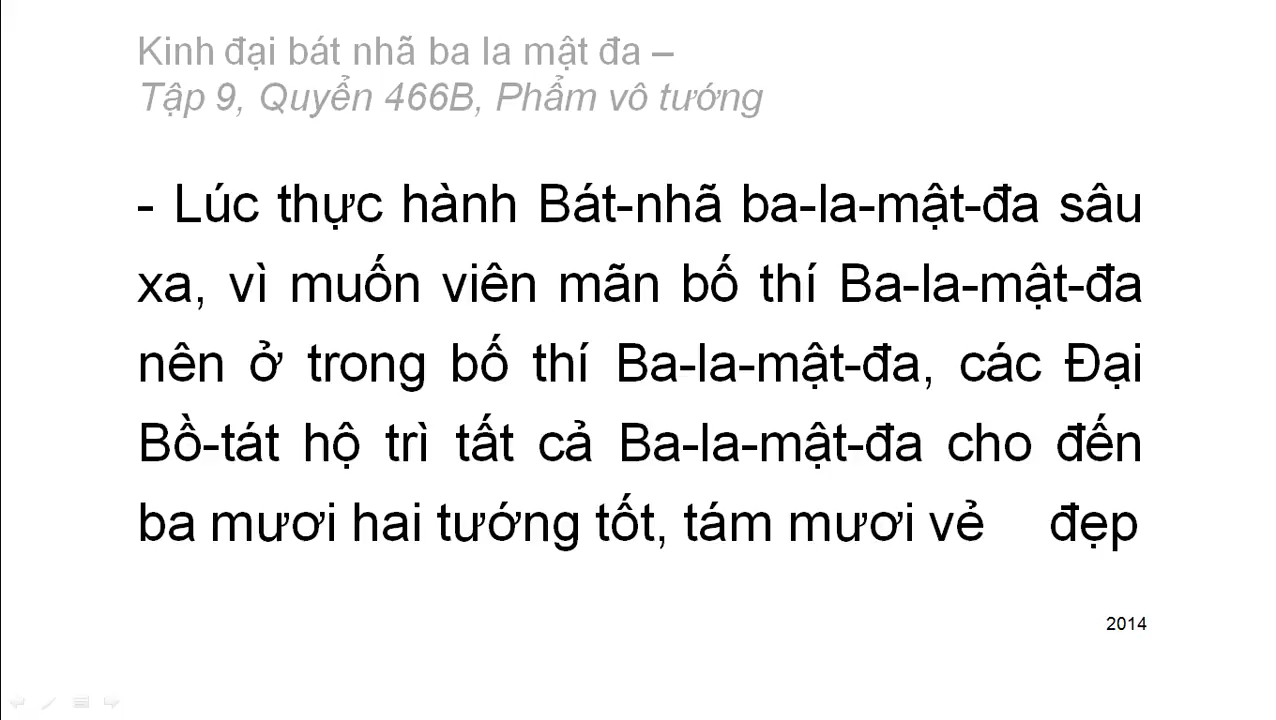 Kinh đại bát nhã ba la mật đa –
Tập 9, Quyển 466B, Phẩm vô tướng
- Lúc thực hành Bát-nhã ba-la-mật-đa sâu
xa, vì muốn viên mãn bố thí Ba-la-mật-đa
nên ở trong bố thí Ba-la-mật-đa, các Đại
Bồ-tát hộ trì tất cả Ba-la-mật-đa cho đến
ba mươi hai tướng tốt, tám mươi vẻ đẹp
2014